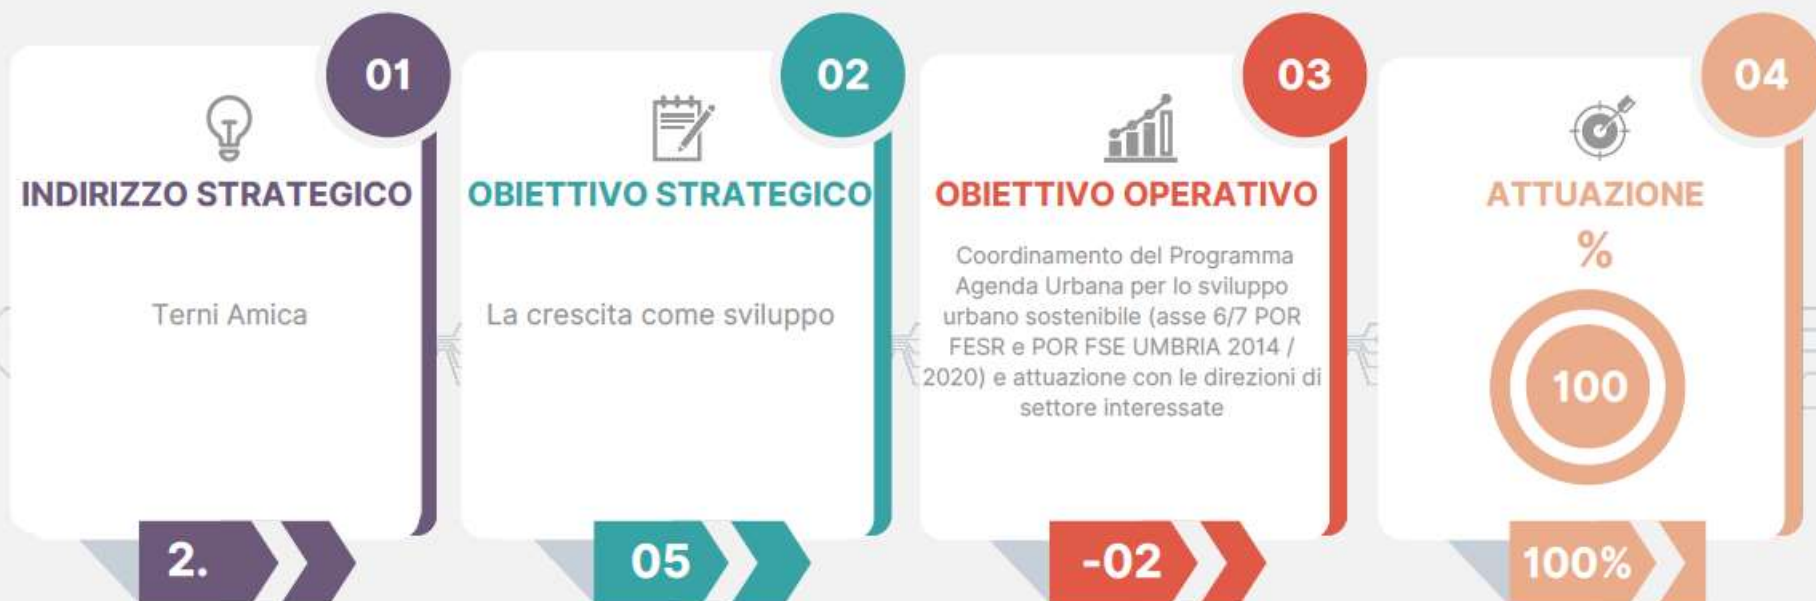 01
INDIRIZZO STRATEGICO
Terni Amica
2.
02
OBIETTIVO STRATEGICO
La crescita come sviluppo
05
03
OBIETTIVO OPERATIVO
Coordinamento del Programma
Agenda Urbana per lo sviluppo
urbano sostenibile (asse 6/7 POR
FESR e POR FSE UMBRIA 2014 /
2020) e attuazione con le direzioni di
settore interessate
-02
04
ATTUAZIONE
%
100
100%